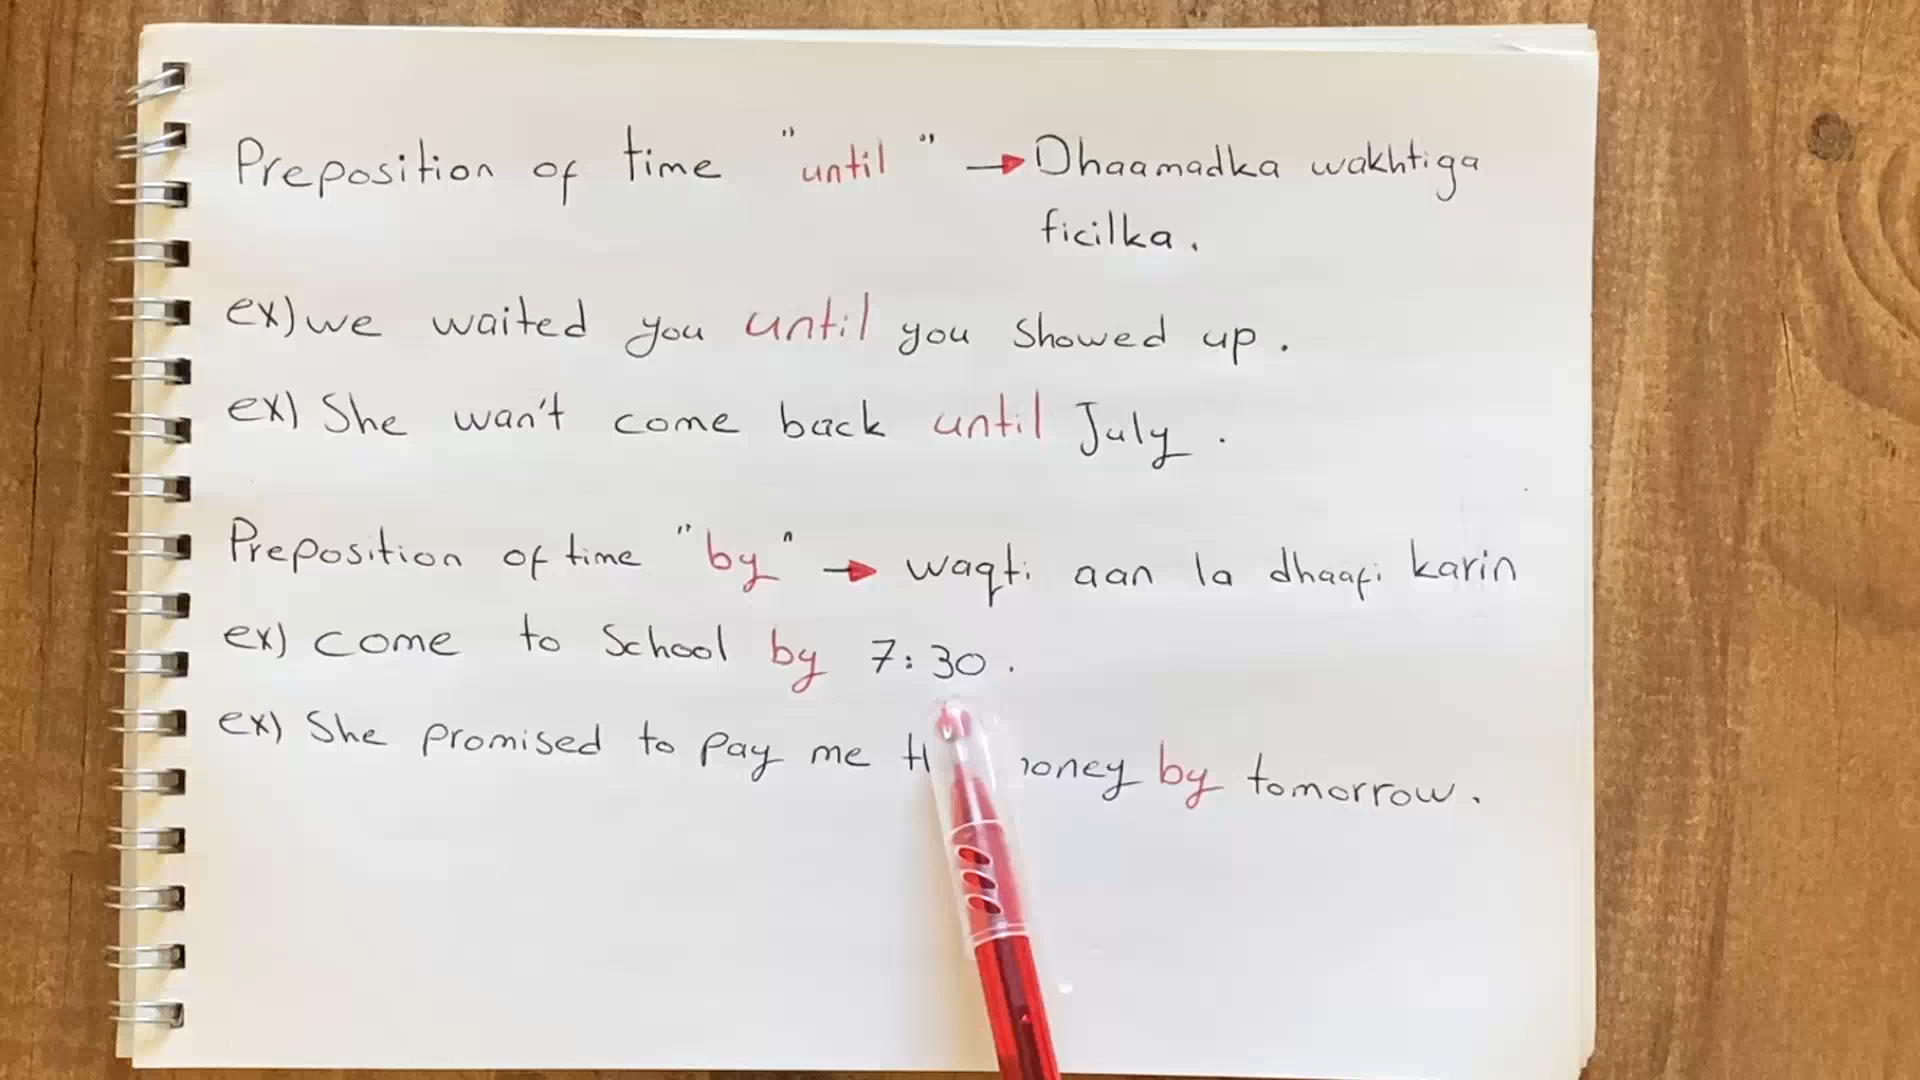 Preposition of time "until" → Dhaamadka wakhtiga
ficilka.
ex) we waited you until you showed up.
ex) She wan't come back until July.
Preposition of time "by" → waqti aan la dhaafi karin
ex) come to School by 7:30.
ex) She promised to pay me money by tomorrow.